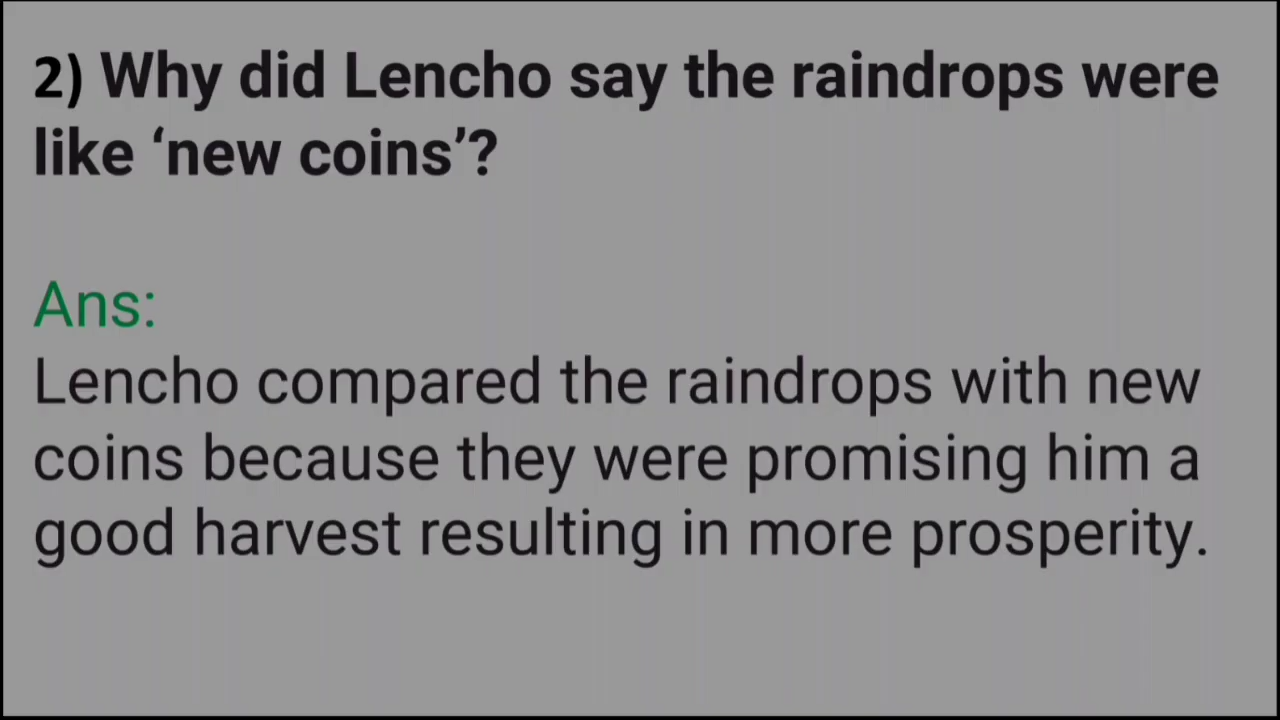 2) Why did Lencho say the raindrops were
like ‘new coins’?
Ans:
Lencho compared the raindrops with new
coins because they were promising him a
good harvest resulting in more prosperity.